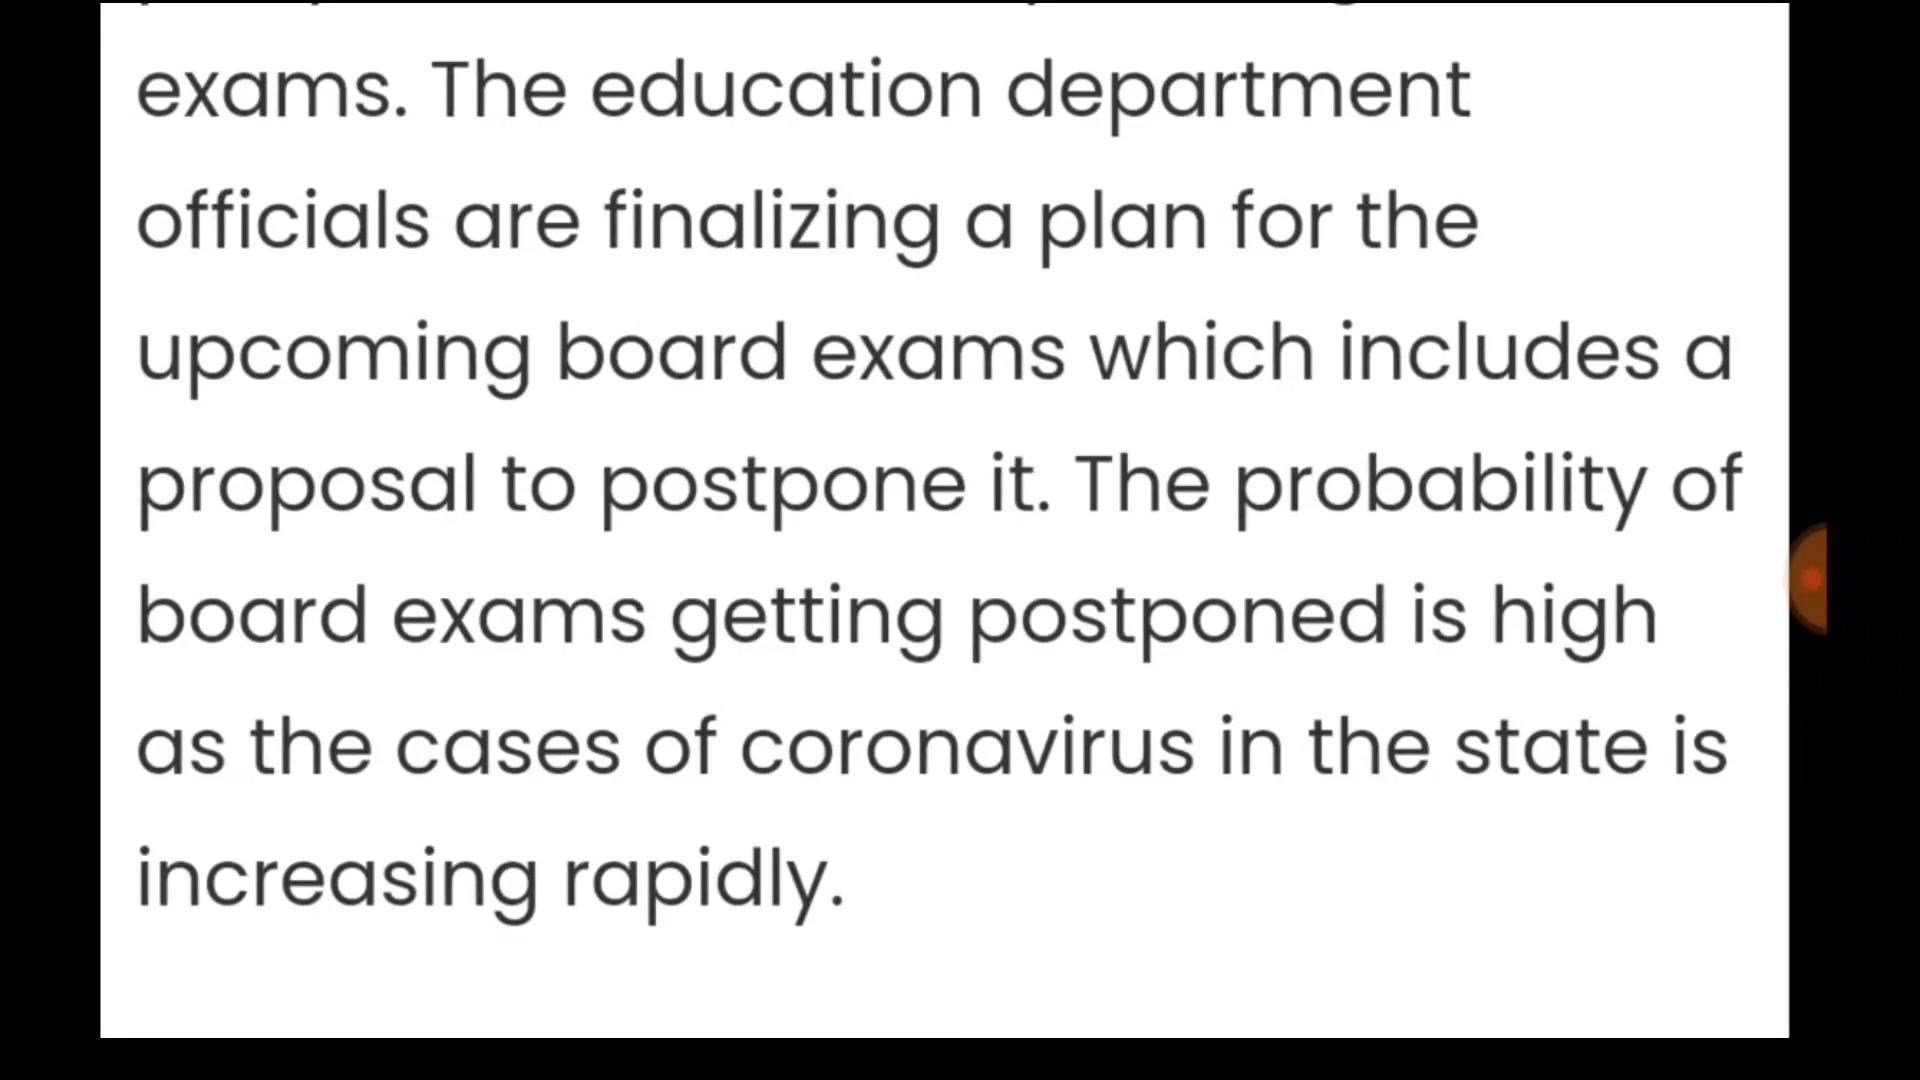 exams. The education department
officials are finalizing a plan for the
upcoming board exams which includes a
proposal to postpone it. The probability of
board exams getting postponed is high
as the cases of coronavirus in the state is
increasing rapidly.